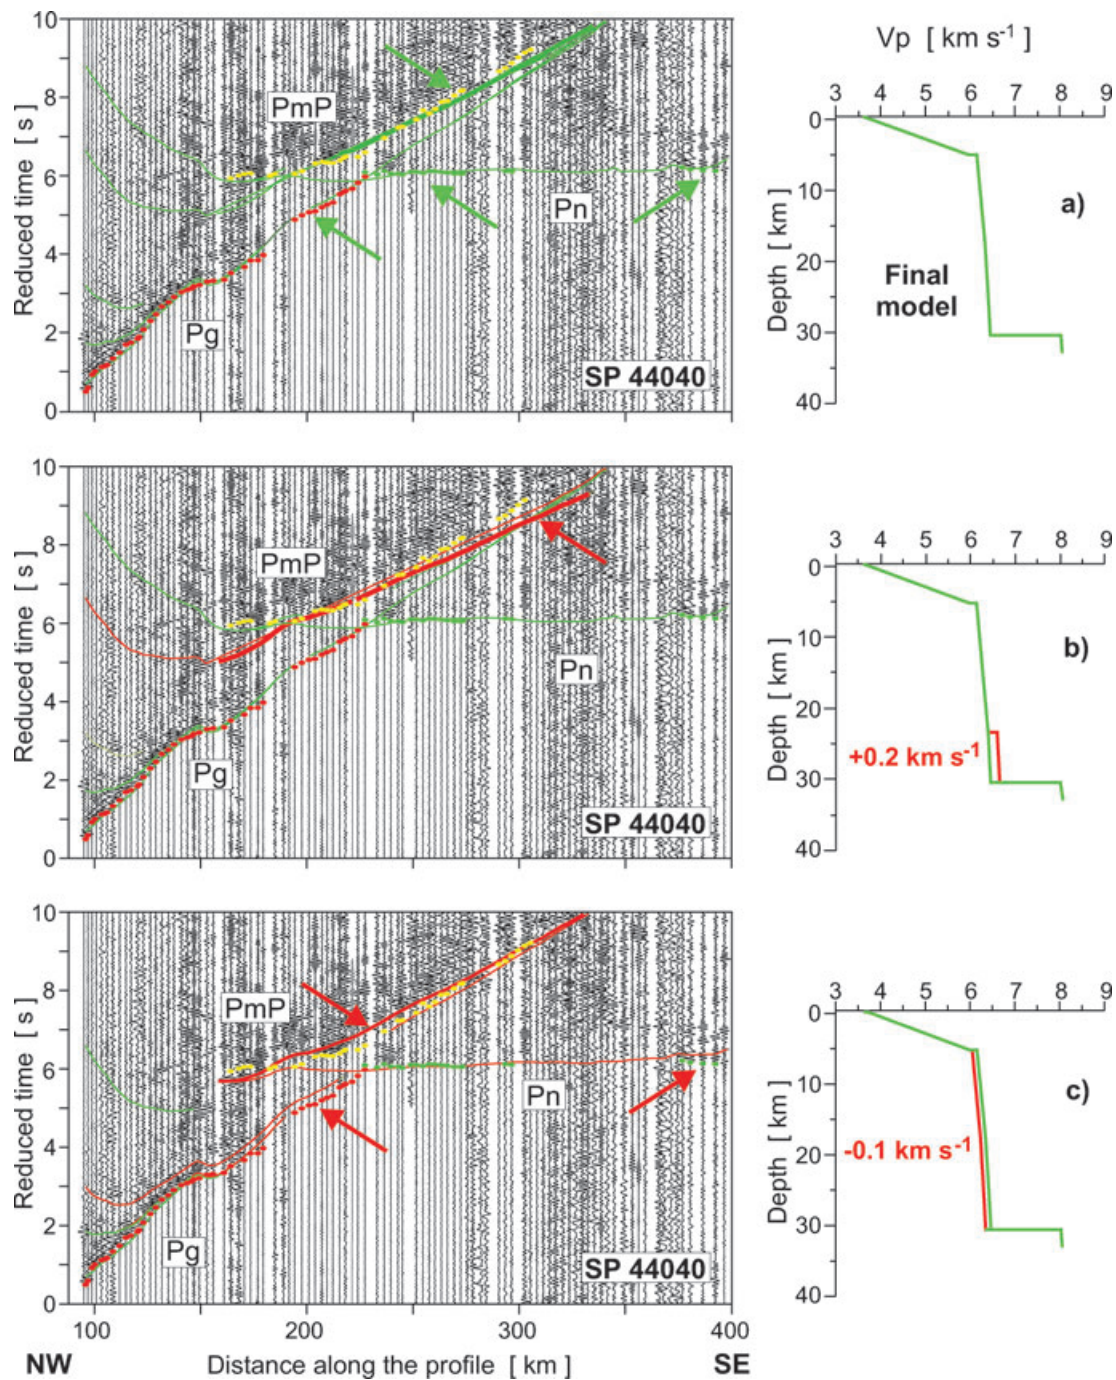 Vp [ km s-1]
3 4 5 6 7 8 9
10
8
6
4
2
0
Reduced time [ s ]
PmP
Pg
Pn
SP 44040
0
10
20
30
40
Depth [ km ]
Final
model
a)
10
8
6
4
2
0
Reduced time [ s ]
PmP
Pg
Pn
SP 44040
3 4 5 6 7 8 9
0
10
20
30
40
Depth [ km ]
+0.2 km s-1
b)
10
8
6
4
2
0
Reduced time [ s ]
PmP
Pg
Pn
SP 44040
100 200 300 400
NW Distance along the profile [ km ] SE
3 4 5 6 7 8 9
0
10
20
30
40
Depth [ km ]
-0.1 km s-1
c)